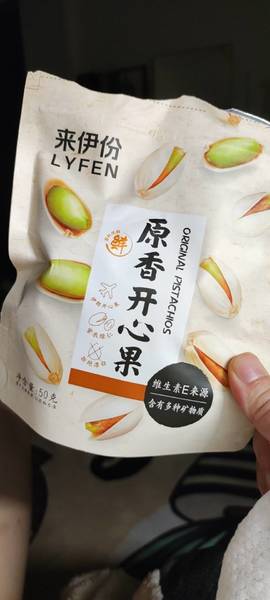 来伊份
LYFEN
鲜
原香开心果
ORIGINAL PISTACHIOS
维生素E来源
含有多种矿物质
净含量:50克